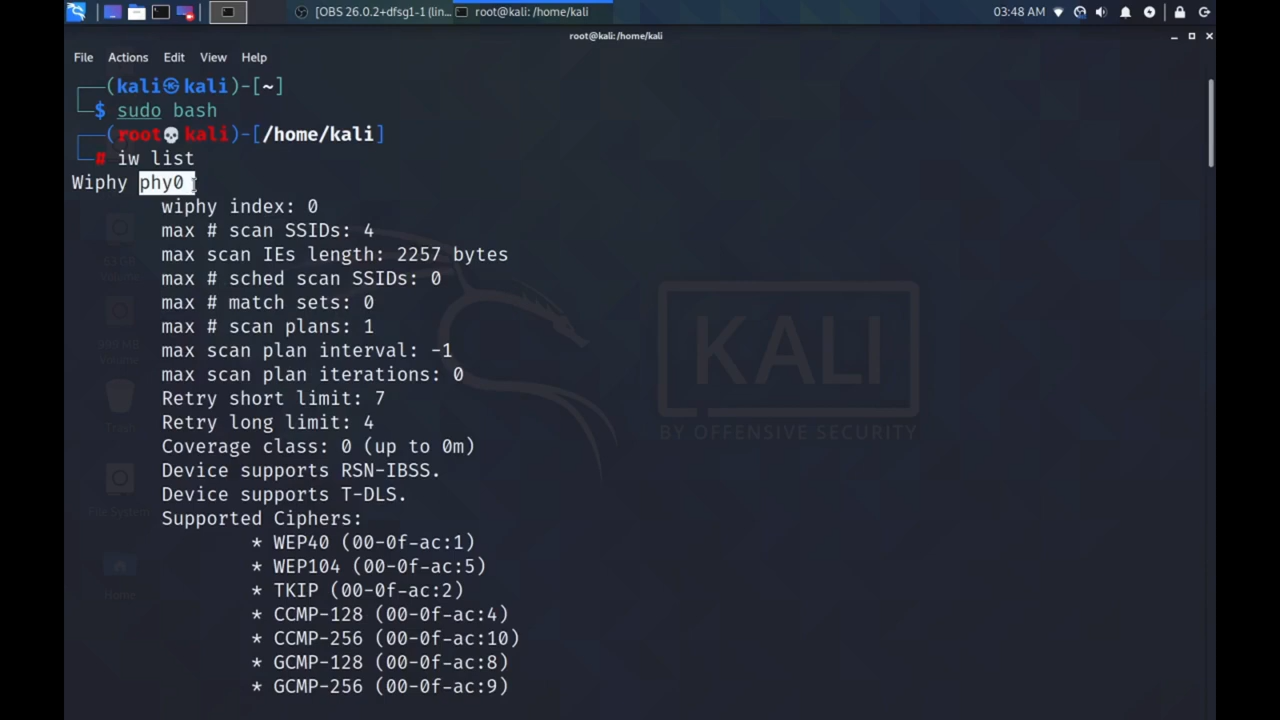 [OBS 26.0.2+dfsg1-1 (lin...
root@kali: /home/kali
03:48 AM
root@kali: /home/kali
File Actions Edit View Help
(kali㉿kali)-[~]
$ sudo bash
(root💀kali)-[/home/kali]
# iw list
Wiphy phy0
wiphy index: 0
max # scan SSIDs: 4
max scan IEs length: 2257 bytes
max # sched scan SSIDs: 0
max # match sets: 0
max # scan plans: 1
max scan plan interval: -1
max scan plan iterations: 0
Retry short limit: 7
Retry long limit: 4
Coverage class: 0 (up to 0m)
Device supports RSN-IBSS.
Device supports T-DLS.
Supported Ciphers:
* WEP40 (00-0f-ac:1)
* WEP104 (00-0f-ac:5)
* TKIP (00-0f-ac:2)
* CCMP-128 (00-0f-ac:4)
* CCMP-256 (00-0f-ac:10)
* GCMP-128 (00-0f-ac:8)
* GCMP-256 (00-0f-ac:9)
KALI
BY OFFENSIVE SECURITY
Volume
Volume
Trash
File System
Home